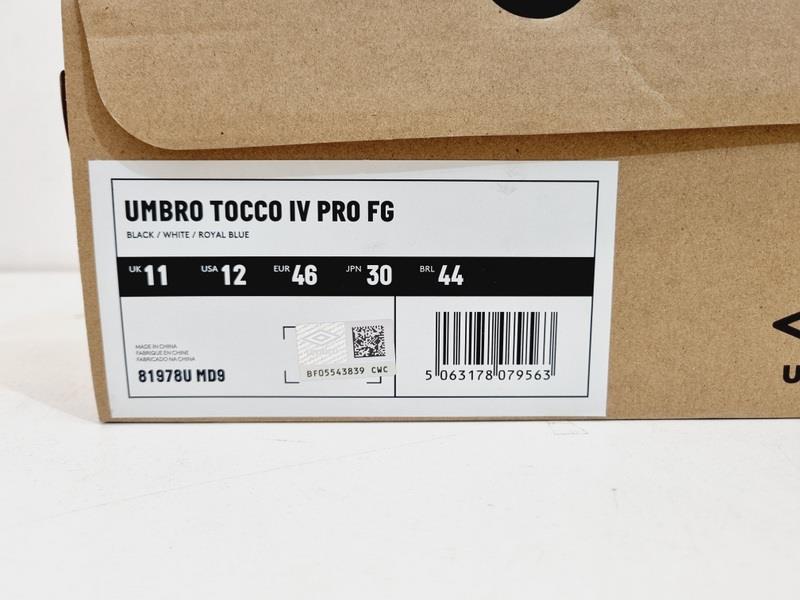 UMBRO TOCCO IV PRO FG
BLACK / WHITE / ROYAL BLUE
UK 11 USA 12 EUR 46 JPN 30 BRL 44
MADE IN CHINA
FABRIQUE EN CHINE
FABRICADO NA CHINA
81978U MD9
BF05543839 CWC
5 063178 079563
U